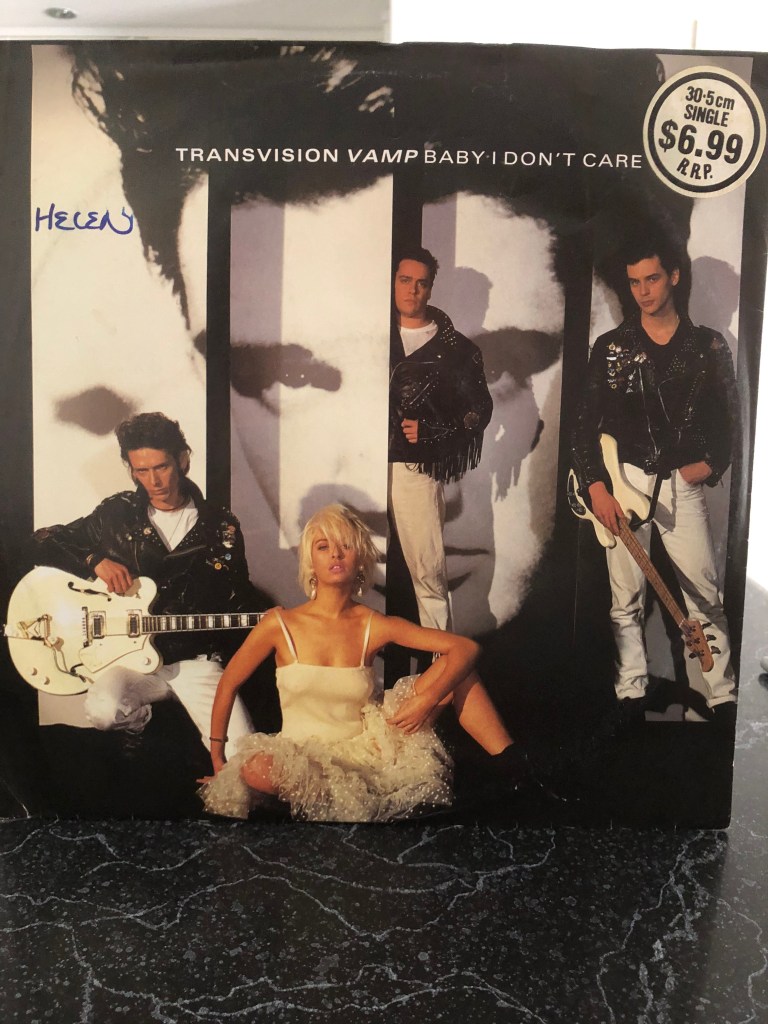 TRANSVISION VAMP BABY I DON'T CARE
30·5cm
SINGLE
$6.99
R.R.P.
HELEN